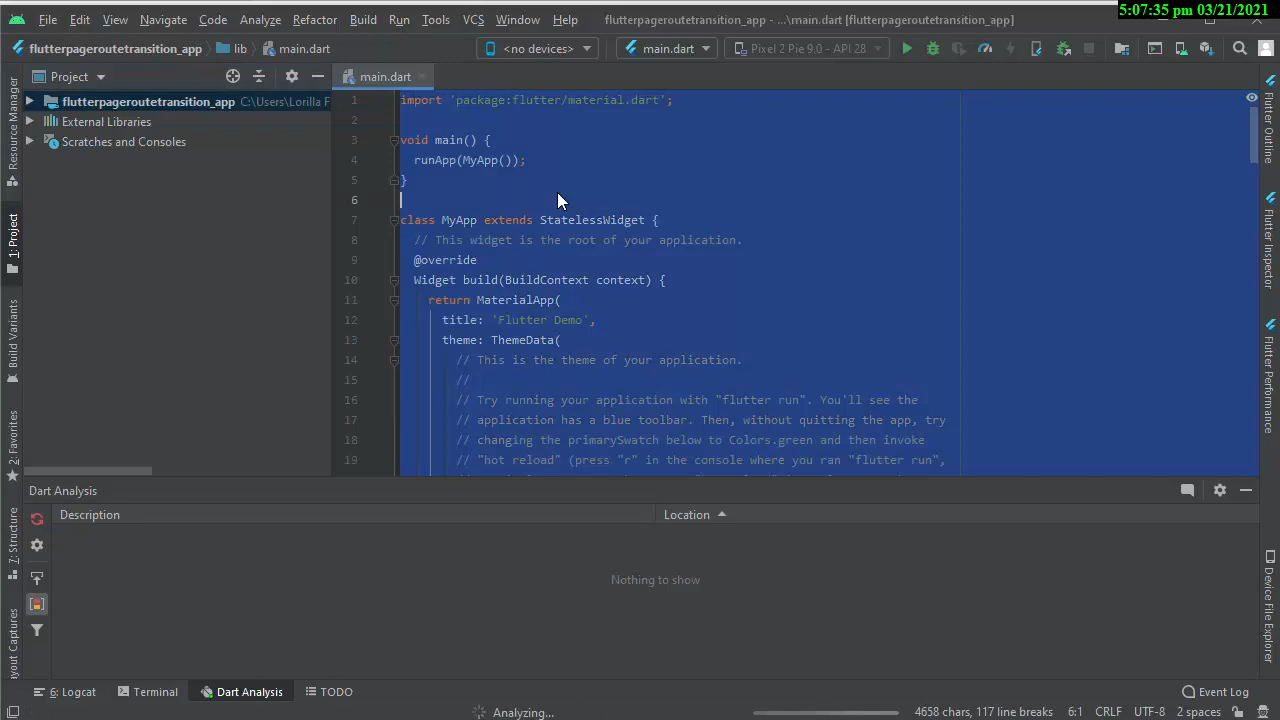 5:07:35 pm 03/21/2021
File Edit View Navigate Code Analyze Refactor Build Run Tools VCS Window Help flutterpageroutetransition_app - ...\main.dart [flutterpageroutetransition_app]
flutterpageroutetransition_app lib main.dart <no devices> main.dart Pixel 2 Pie 9.0 - API 28
Project main.dart
flutterpageroutetransition_app C:\Users\Lorilla F
External Libraries
Scratches and Consoles
Resource Manager
1: Project
Build Variants
2: Favorites
7: Structure
ayout Captures
1 import 'package:flutter/material.dart';
2
3 void main() {
4 runApp(MyApp());
5 }
6
7 class MyApp extends StatelessWidget {
8 // This widget is the root of your application.
9 @override
10 Widget build(BuildContext context) {
11 return MaterialApp(
12 title: 'Flutter Demo',
13 theme: ThemeData(
14 // This is the theme of your application.
15 //
16 // Try running your application with "flutter run". You'll see the
17 // application has a blue toolbar. Then, without quitting the app, try
18 // changing the primarySwatch below to Colors.green and then invoke
19 // "hot reload" (press "r" in the console where you ran "flutter run",
Flutter Outline
Flutter Inspector
Flutter Performance
Device File Explorer
Dart Analysis
Description Location
Nothing to show
6: Logcat Terminal Dart Analysis TODO Event Log
Analyzing... 4658 chars, 117 line breaks 6:1 CRLF UTF-8 2 spaces